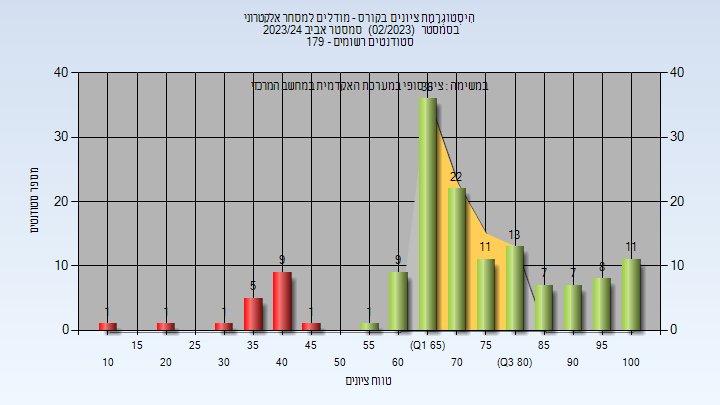 היסטוגרמת ציונים בקורס - מודלים למסחר אלקטרוני
בסמסטר (02/2023) סמסטר אביב 2023/24
סטודנטים רשומים - 179
במשימה : ציון סופי במערכת האקדמית במחשב המרכזי
40 40
30 30
20 20
10 10
0 0
מספר סטודנטים
1 1 1 5 9 1 1 9 36 22 11 13 7 7 8 11
15 25 35 45 55 (Q1 65) 75 85 95
10 20 30 40 50 60 70 (Q3 80) 90 100
טווח ציונים